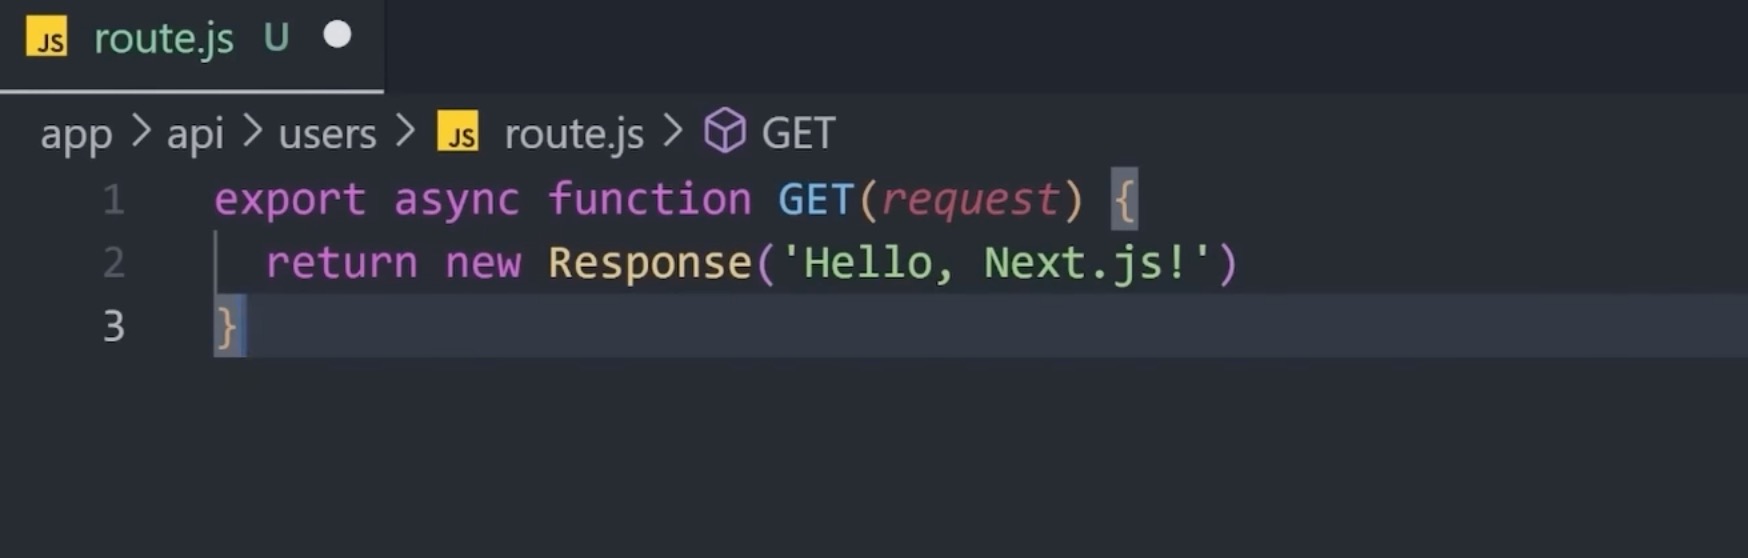 JS route.js U
app > api > users > JS route.js > GET
1 export async function GET(request) {
2 return new Response('Hello, Next.js!')
3 }